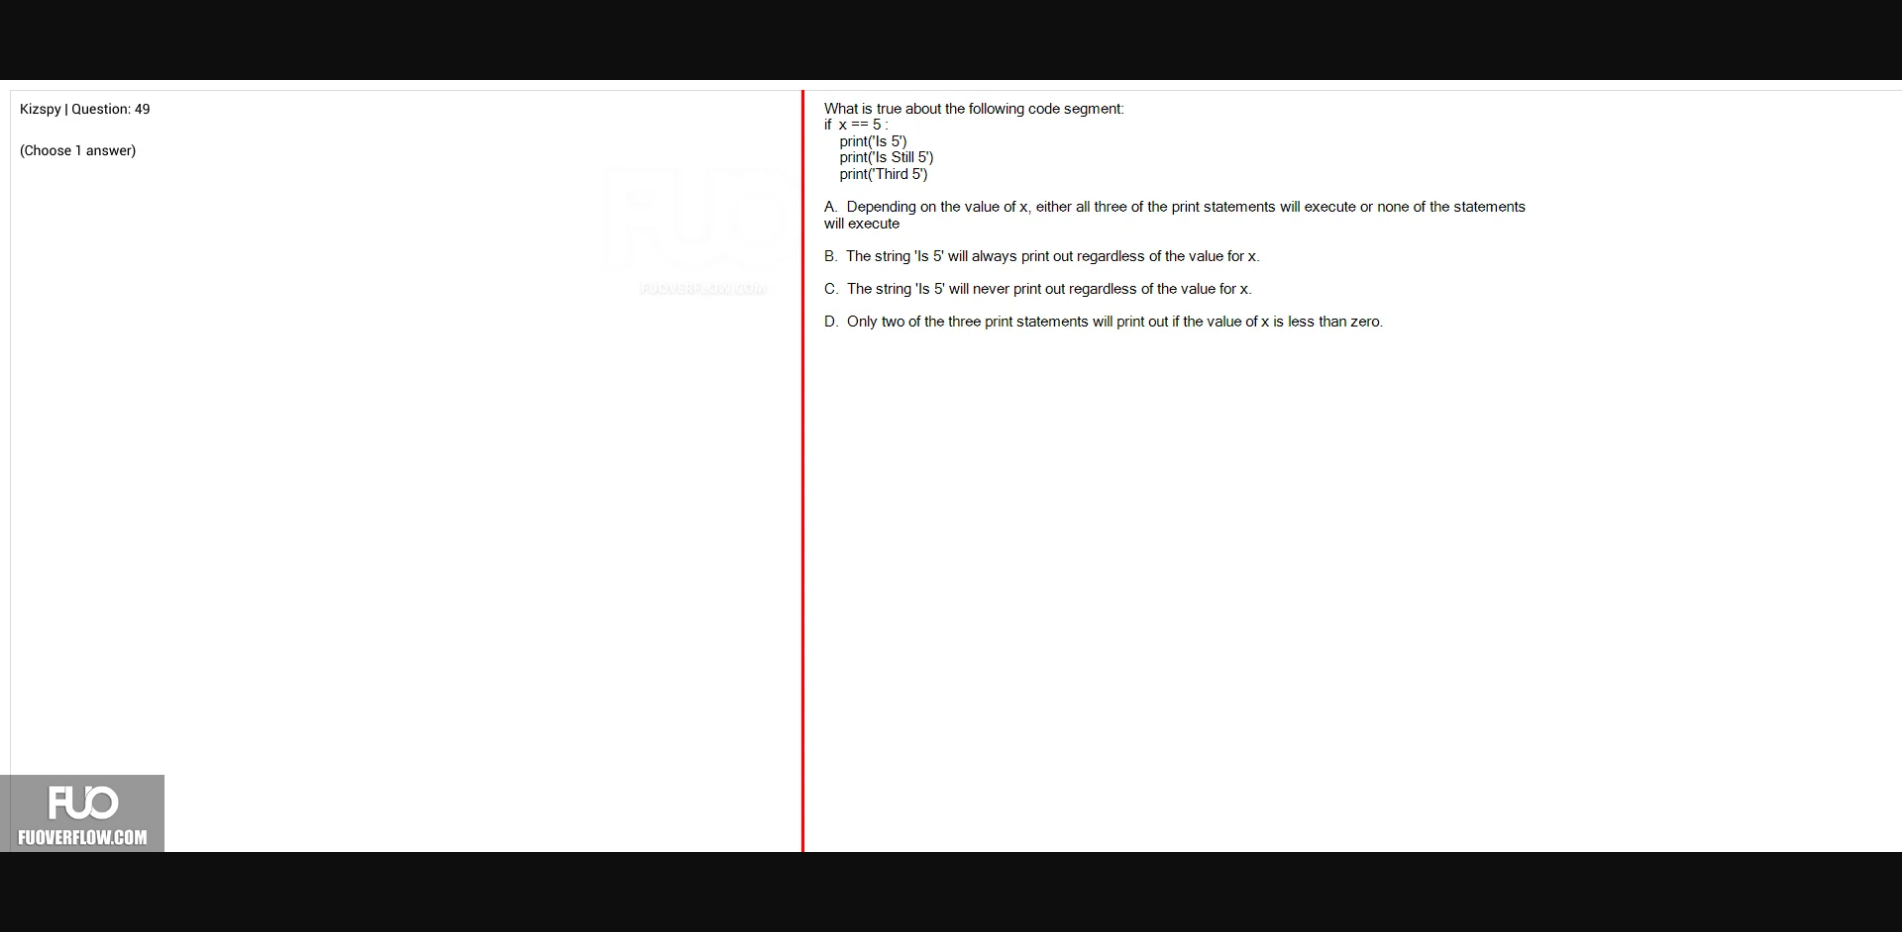 Kizspy | Question: 49
(Choose 1 answer)
What is true about the following code segment:
if  x == 5 :
    print('Is 5')
    print('Is Still 5')
    print('Third 5')
A.  Depending on the value of x, either all three of the print statements will execute or none of the statements
will execute
B.  The string 'Is 5' will always print out regardless of the value for x.
C.  The string 'Is 5' will never print out regardless of the value for x.
D.  Only two of the three print statements will print out if the value of x is less than zero.
FUO
FUOVERFLOW.COM
FUO
FUOVERFLOW.COM